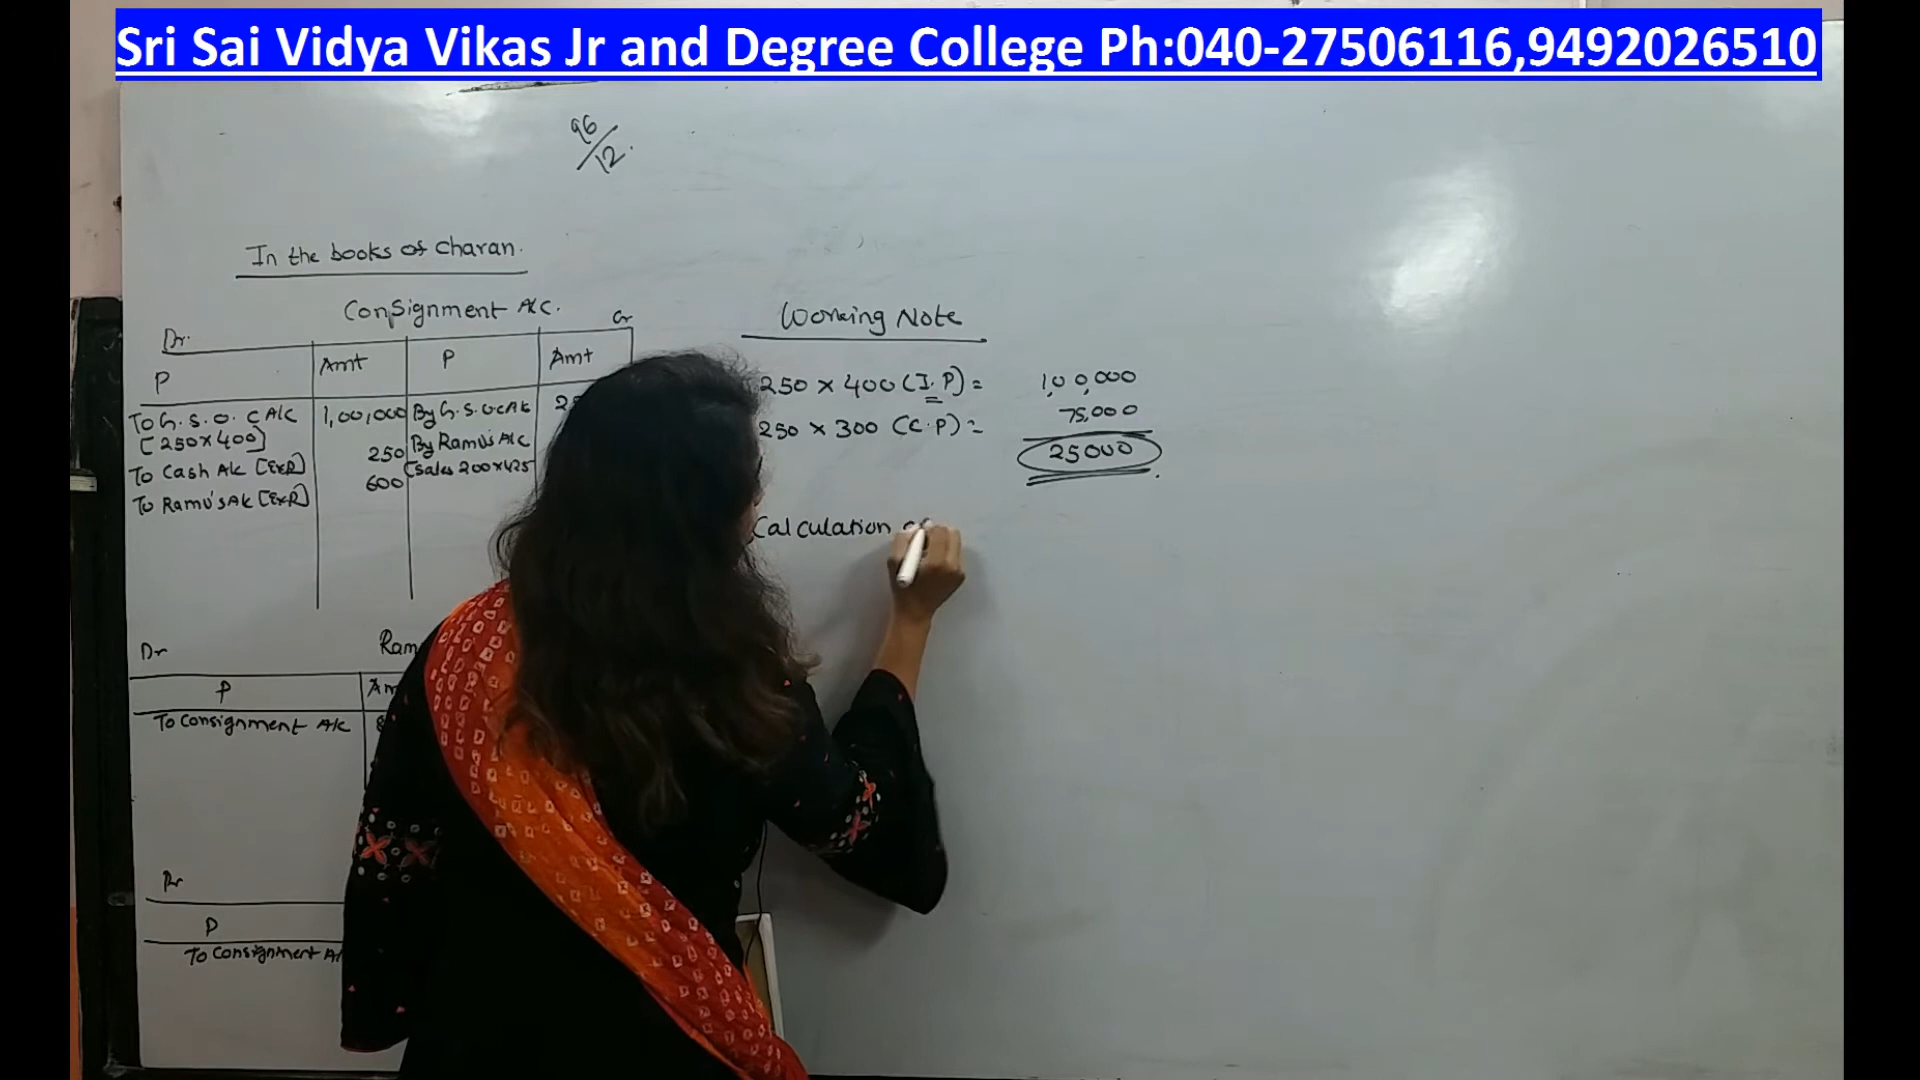 Sri Sai Vidya Vikas Jr and Degree College Ph:040-27506116,9492026510
96/12.
In the books of Charan.
Consignment A/C.
Dr. Cr
P Amt P Amt
To G.S.O.C A/C 1,00,000 By G.S.O.C A/c
[250×400]
To Cash A/c [EXP] 250 By Ramu's A/C
To Ramu's A/c [EXP] 600 [Sales 200×425
Dr
P
To Consignment A/c
Dr
P
To Consignment
Working Note
250 × 400 (I.P) = 1,00,000
250 × 300 (C.P) = 75,000
25000
Calculation